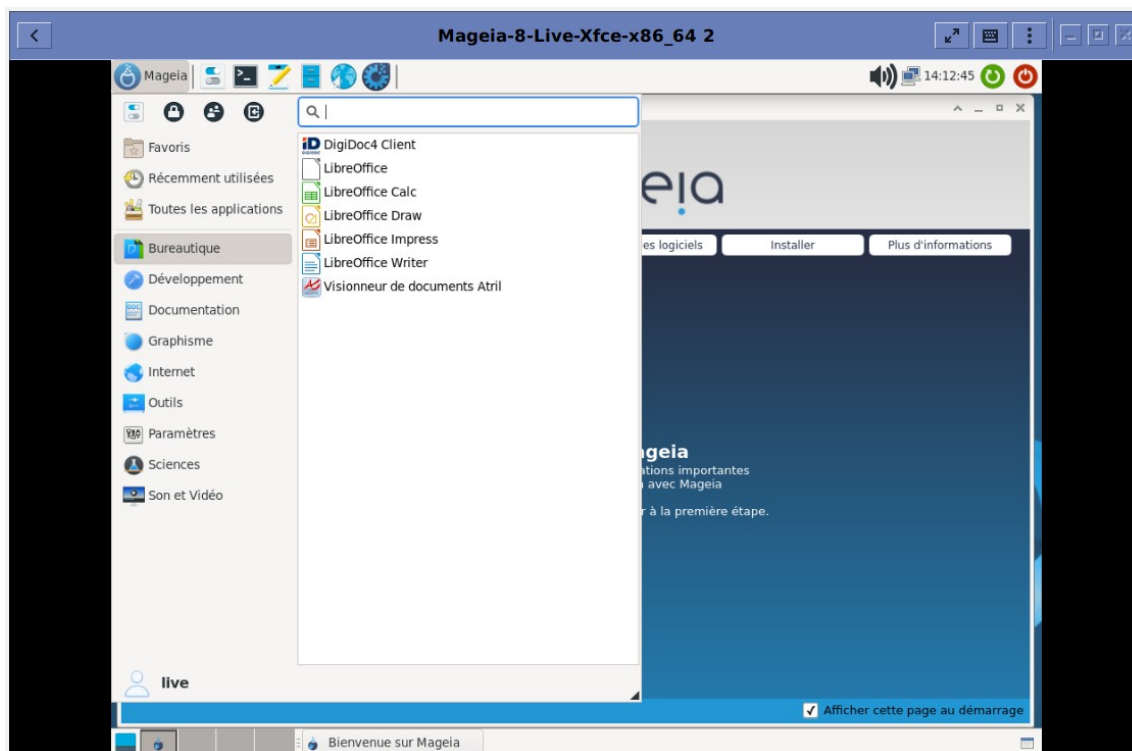 Mageia-8-Live-Xfce-x86_64 2
Mageia
14:12:45
Favoris
Récemment utilisées
Toutes les applications
Bureautique
Développement
Documentation
Graphisme
Internet
Outils
Paramètres
Sciences
Son et Vidéo
live
DigiDoc4 Client
LibreOffice
LibreOffice Calc
LibreOffice Draw
LibreOffice Impress
LibreOffice Writer
Visionneur de documents Atril
eia
es logiciels
Installer
Plus d'informations
ageia
ations importantes
avec Mageia
r à la première étape.
Afficher cette page au démarrage
Bienvenue sur Mageia